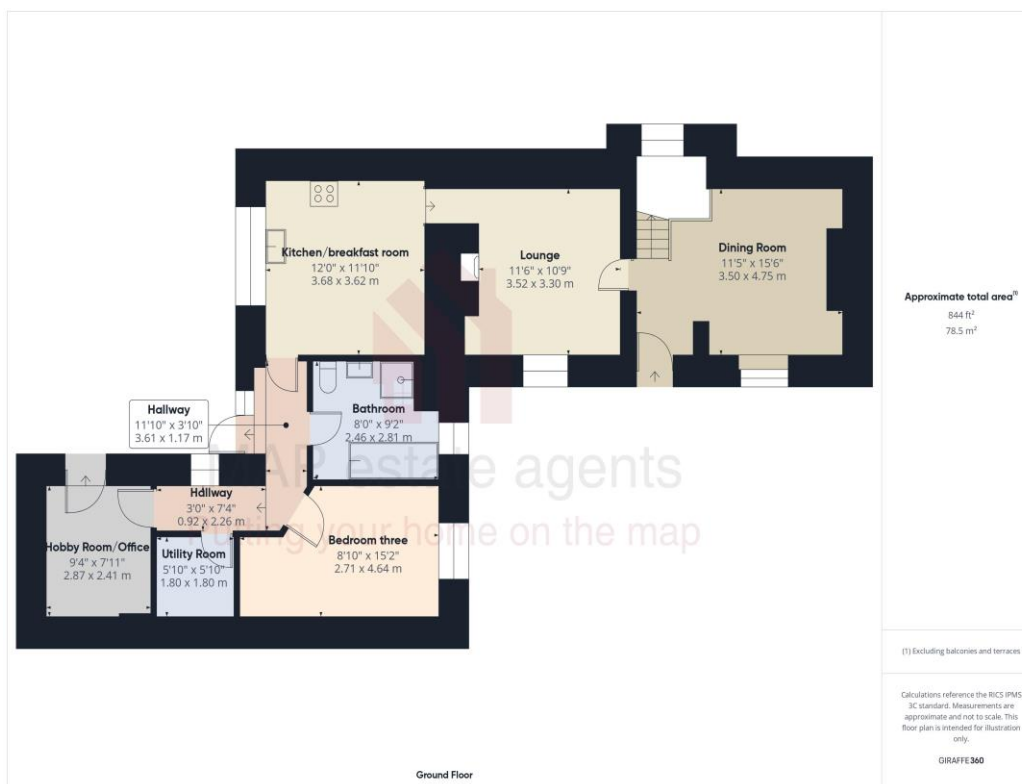 Kitchen/breakfast room
12'0" x 11'10"
3.68 x 3.62 m
Lounge
11'6" x 10'9"
3.52 x 3.30 m
Dining Room
11'5" x 15'6"
3.50 x 4.75 m
Hallway
11'10" x 3'10"
3.61 x 1.17 m
Bathroom
8'0" x 9'2"
2.46 x 2.81 m
MAP estate agents
Putting your home on the map
Hallway
3'0" x 7'4"
0.92 x 2.26 m
Hobby Room/Office
9'4" x 7'11"
2.87 x 2.41 m
Utility Room
5'10" x 5'10"
1.80 x 1.80 m
Bedroom three
8'10" x 15'2"
2.71 x 4.64 m
Ground Floor
Approximate total area(1)
844 ft²
78.5 m²
(1) Excluding balconies and terraces
Calculations reference the RICS IPMS
3C standard. Measurements are
approximate and not to scale. This
floor plan is intended for illustration
only.
GIRAFFE360